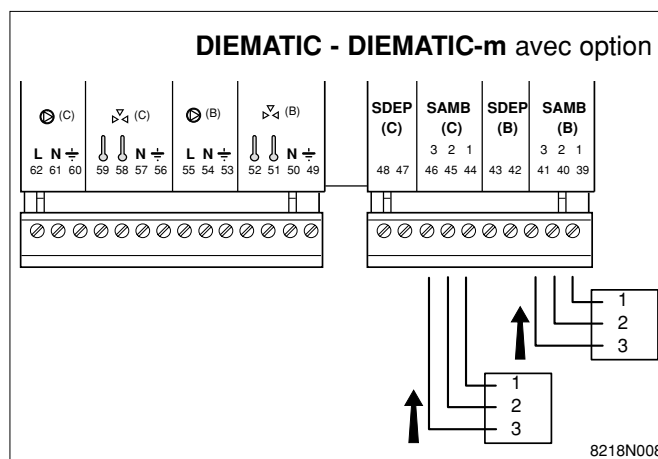 DIEMATIC - DIEMATIC-m avec option
(C) (C) (B) (B)
SDEP (C) SAMB (C) SDEP (B) SAMB (B)
3 2 1 3 2 1
L N N L N N
62 61 60 59 58 57 56 55 54 53 52 51 50 49 48 47 46 45 44 43 42 41 40 39
1
2
3
1
2
3
8218N008